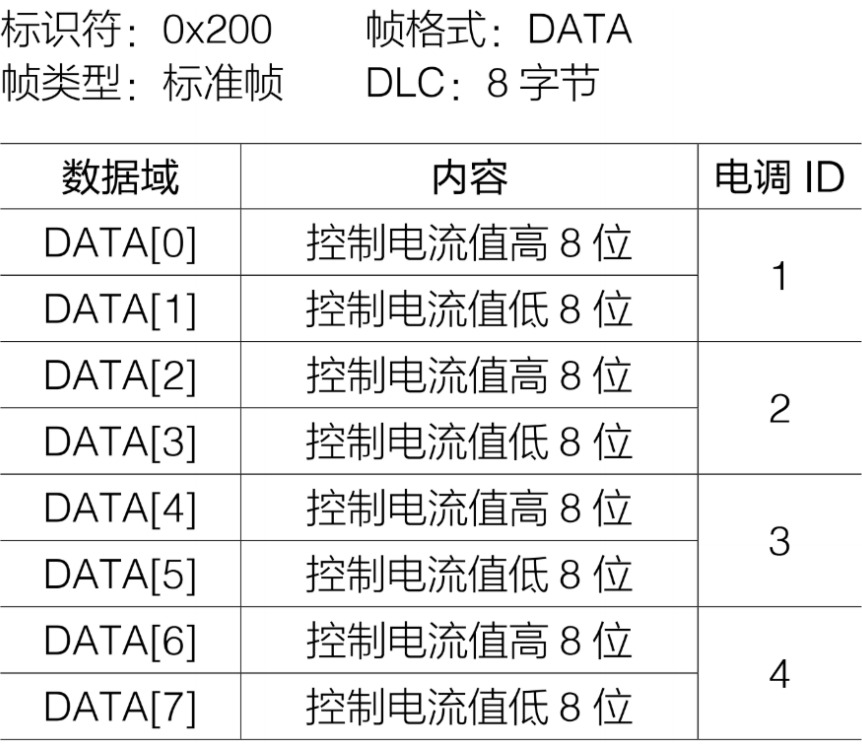 标识符：0x200 帧格式：DATA
帧类型：标准帧 DLC：8 字节
数据域 内容 电调 ID
DATA[0] 控制电流值高 8 位
1
DATA[1] 控制电流值低 8 位
DATA[2] 控制电流值高 8 位
2
DATA[3] 控制电流值低 8 位
DATA[4] 控制电流值高 8 位
3
DATA[5] 控制电流值低 8 位
DATA[6] 控制电流值高 8 位
4
DATA[7] 控制电流值低 8 位